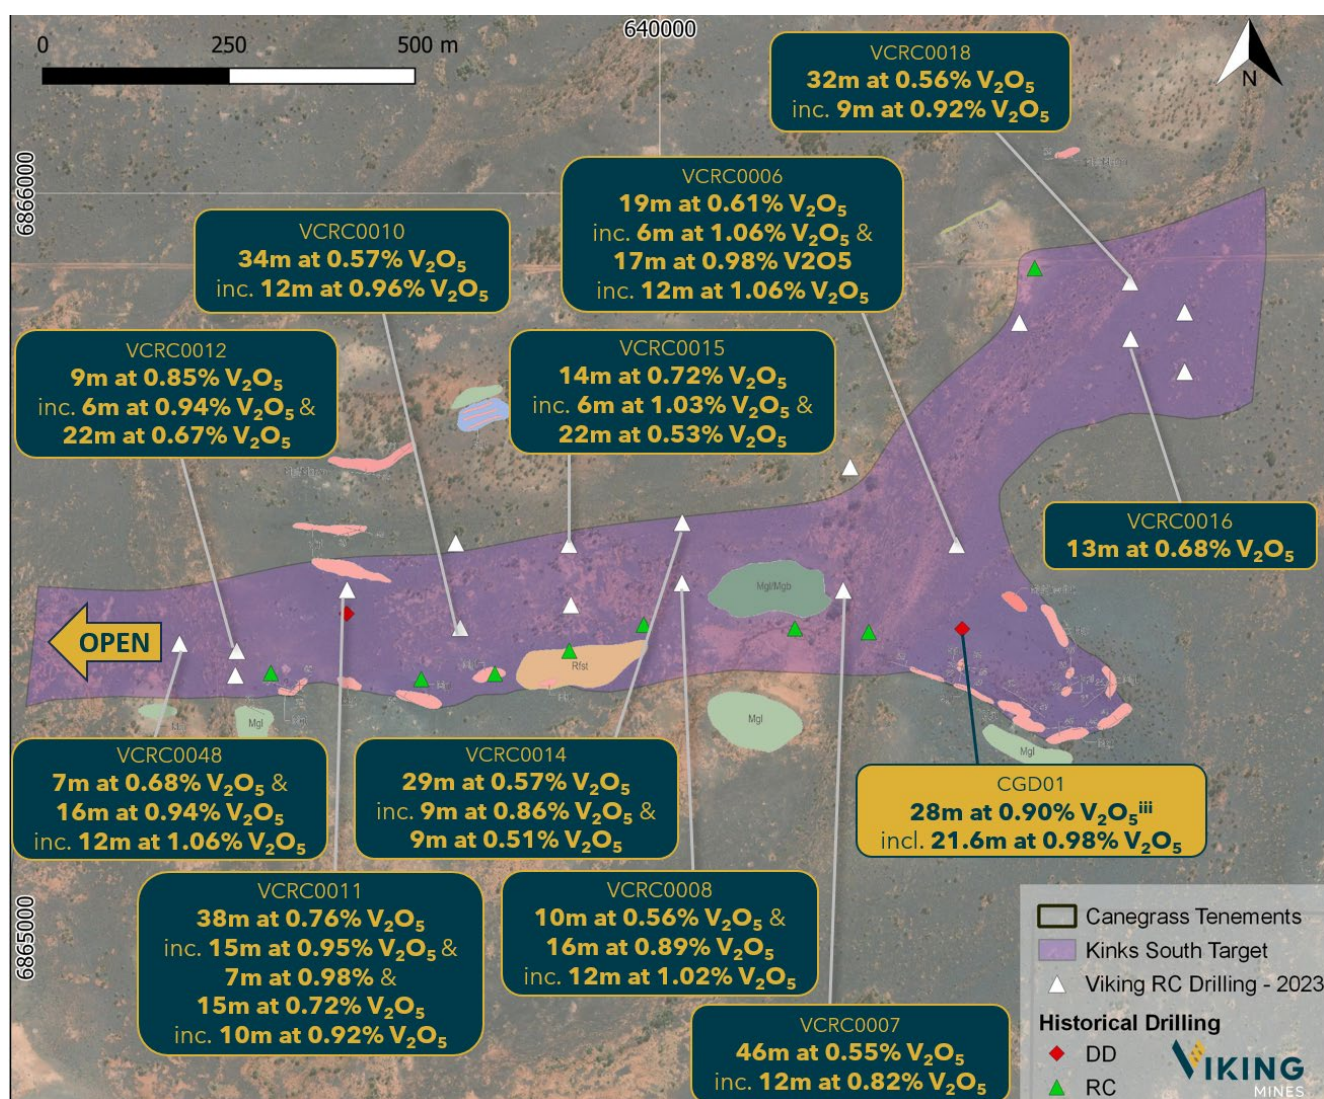 0 250 500 m
640000
N
6866000
6865000
VCRC0018
32m at 0.56% V₂O₅
inc. 9m at 0.92% V₂O₅
VCRC0006
19m at 0.61% V₂O₅
inc. 6m at 1.06% V₂O₅ &
17m at 0.98% V2O5
inc. 12m at 1.06% V₂O₅
VCRC0010
34m at 0.57% V₂O₅
inc. 12m at 0.96% V₂O₅
VCRC0012
9m at 0.85% V₂O₅
inc. 6m at 0.94% V₂O₅ &
22m at 0.67% V₂O₅
VCRC0015
14m at 0.72% V₂O₅
inc. 6m at 1.03% V₂O₅ &
22m at 0.53% V₂O₅
VCRC0016
13m at 0.68% V₂O₅
OPEN
Mgl/Mgb
Rfst
Mgl
Mgl
Mgl
VCRC0048
7m at 0.68% V₂O₅ &
16m at 0.94% V₂O₅
inc. 12m at 1.06% V₂O₅
VCRC0014
29m at 0.57% V₂O₅
inc. 9m at 0.86% V₂O₅ &
9m at 0.51% V₂O₅
CGD01
28m at 0.90% V₂O₅ⁱⁱⁱ
incl. 21.6m at 0.98% V₂O₅
VCRC0011
38m at 0.76% V₂O₅
inc. 15m at 0.95% V₂O₅ &
7m at 0.98% &
15m at 0.72% V₂O₅
inc. 10m at 0.92% V₂O₅
VCRC0008
10m at 0.56% V₂O₅ &
16m at 0.89% V₂O₅
inc. 12m at 1.02% V₂O₅
VCRC0007
46m at 0.55% V₂O₅
inc. 12m at 0.82% V₂O₅
Canegrass Tenements
Kinks South Target
Viking RC Drilling - 2023
Historical Drilling
DD
RC
VIKING
MINES